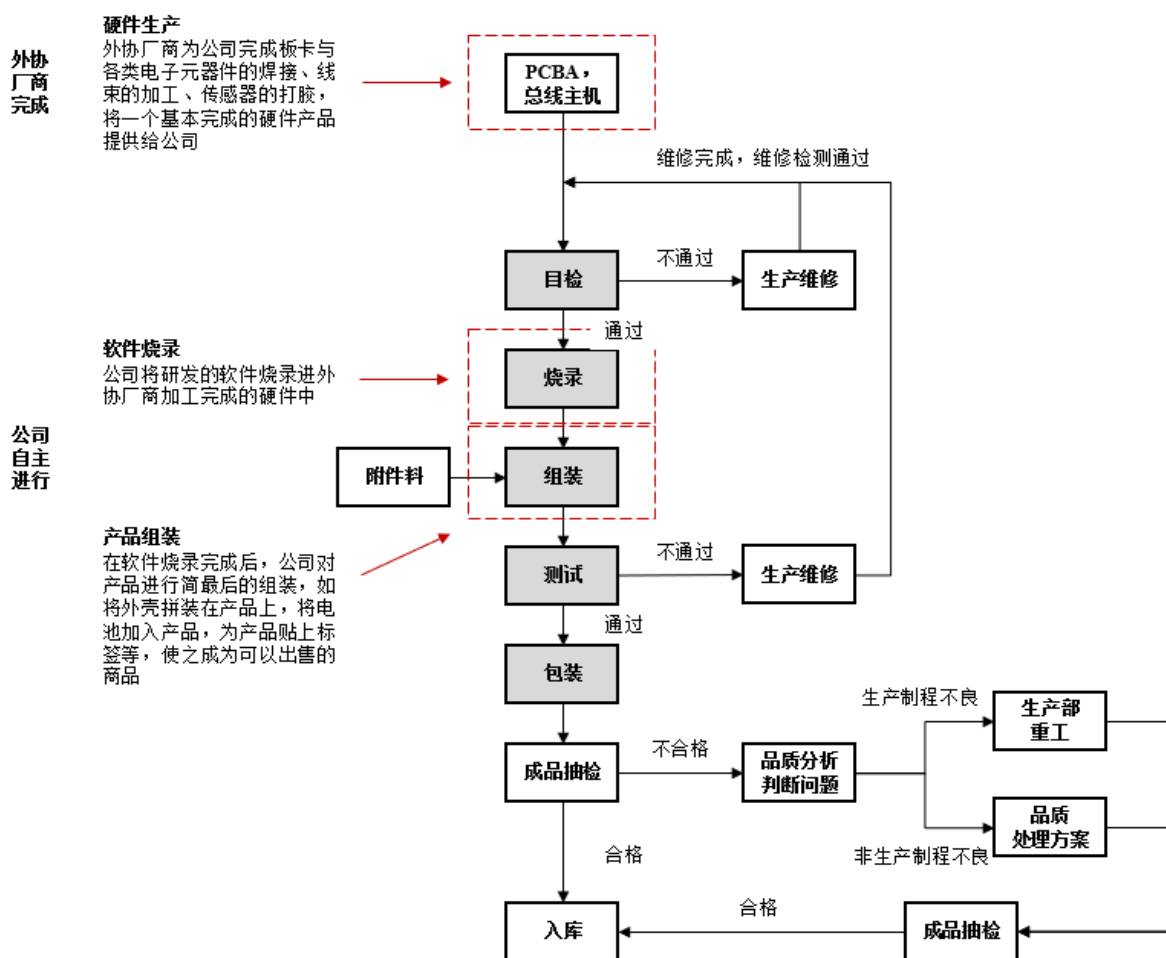 硬件生产
外协厂商为公司完成板卡与
各类电子元器件的焊接、线
束的加工、传感器的打胶，
将一个基本完成的硬件产品
提供给公司
外协
厂商
完成
PCBA，
总线主机
维修完成，维修检测通过
目检
不通过
生产维修
通过
软件烧录
公司将研发的软件烧录进外
协厂商加工完成的硬件中
烧录
公司
自主
进行
附件料
组装
产品组装
在软件烧录完成后，公司对
产品进行简最后的组装，如
将外壳拼装在产品上，将电
池加入产品，为产品贴上标
签等，使之成为可以出售的
商品
测试
不通过
生产维修
通过
包装
成品抽检
不合格
品质分析
判断问题
生产制程不良
生产部
重工
品质
处理方案
非生产制程不良
合格
入库
合格
成品抽检